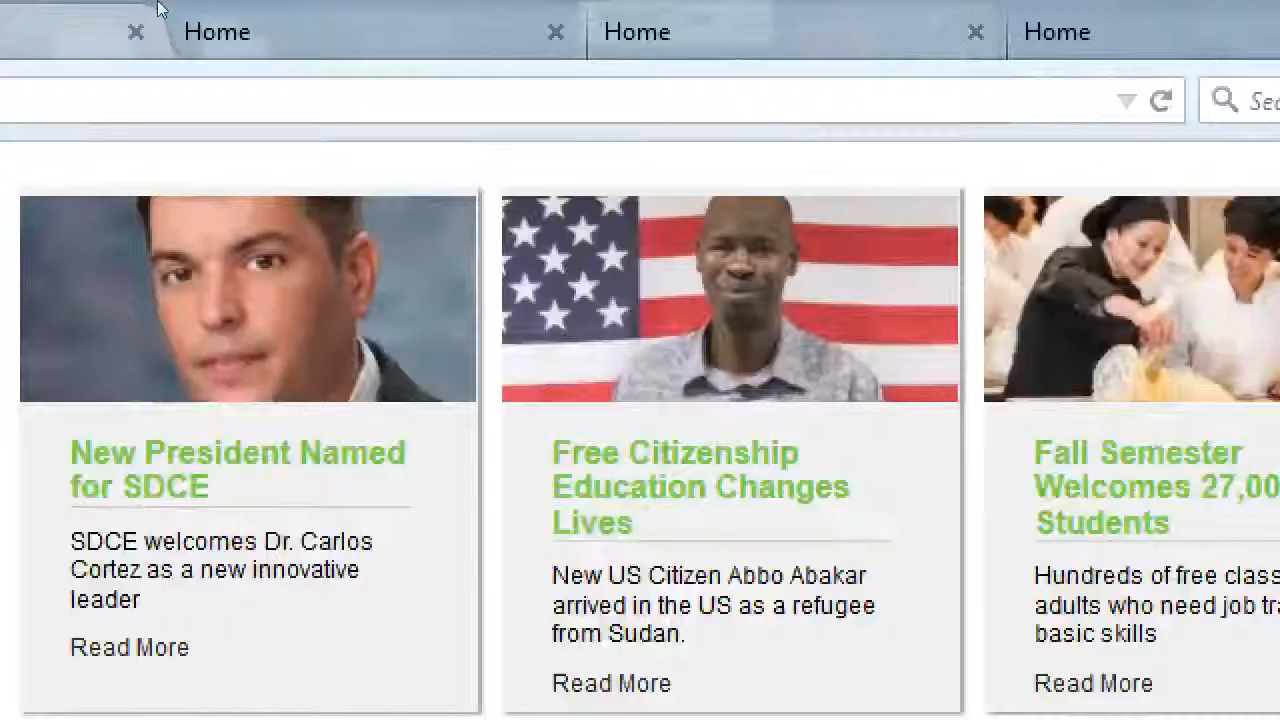 Home
Home
Home
New President Named
for SDCE
SDCE welcomes Dr. Carlos
Cortez as a new innovative
leader
Read More
Free Citizenship
Education Changes
Lives
New US Citizen Abbo Abakar
arrived in the US as a refugee
from Sudan.
Read More
Fall Semester
Welcomes 27,00
Students
Hundreds of free class
adults who need job tra
basic skills
Read More